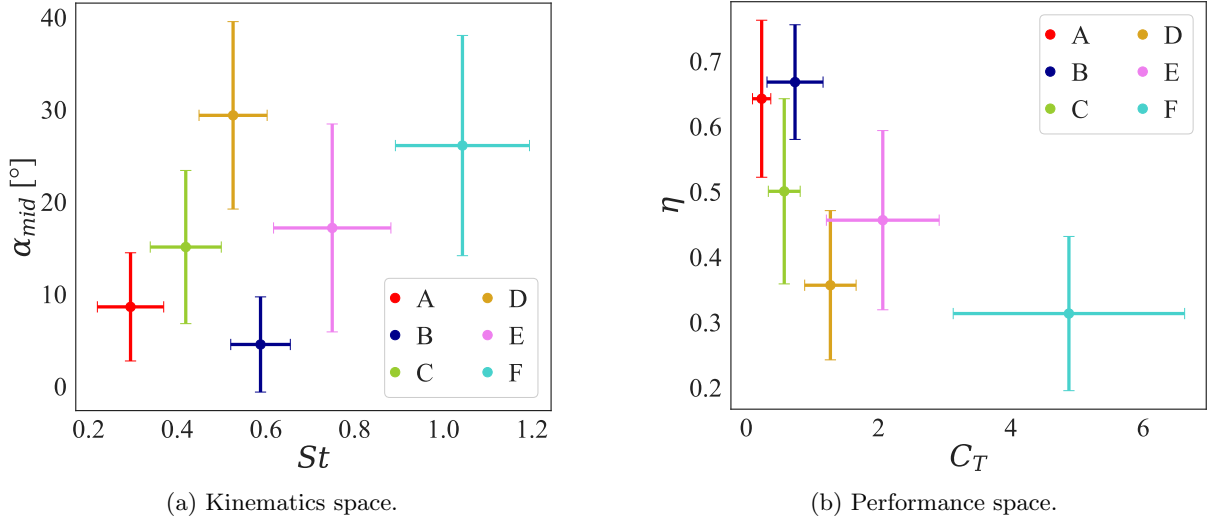 40
30
20
10
0
α_mid [°]
0.2 0.4 0.6 0.8 1.0 1.2
St
A D
B E
C F
(a) Kinematics space.
0.7
0.6
0.5
0.4
0.3
0.2
η
0 2 4 6
C_T
A D
B E
C F
(b) Performance space.